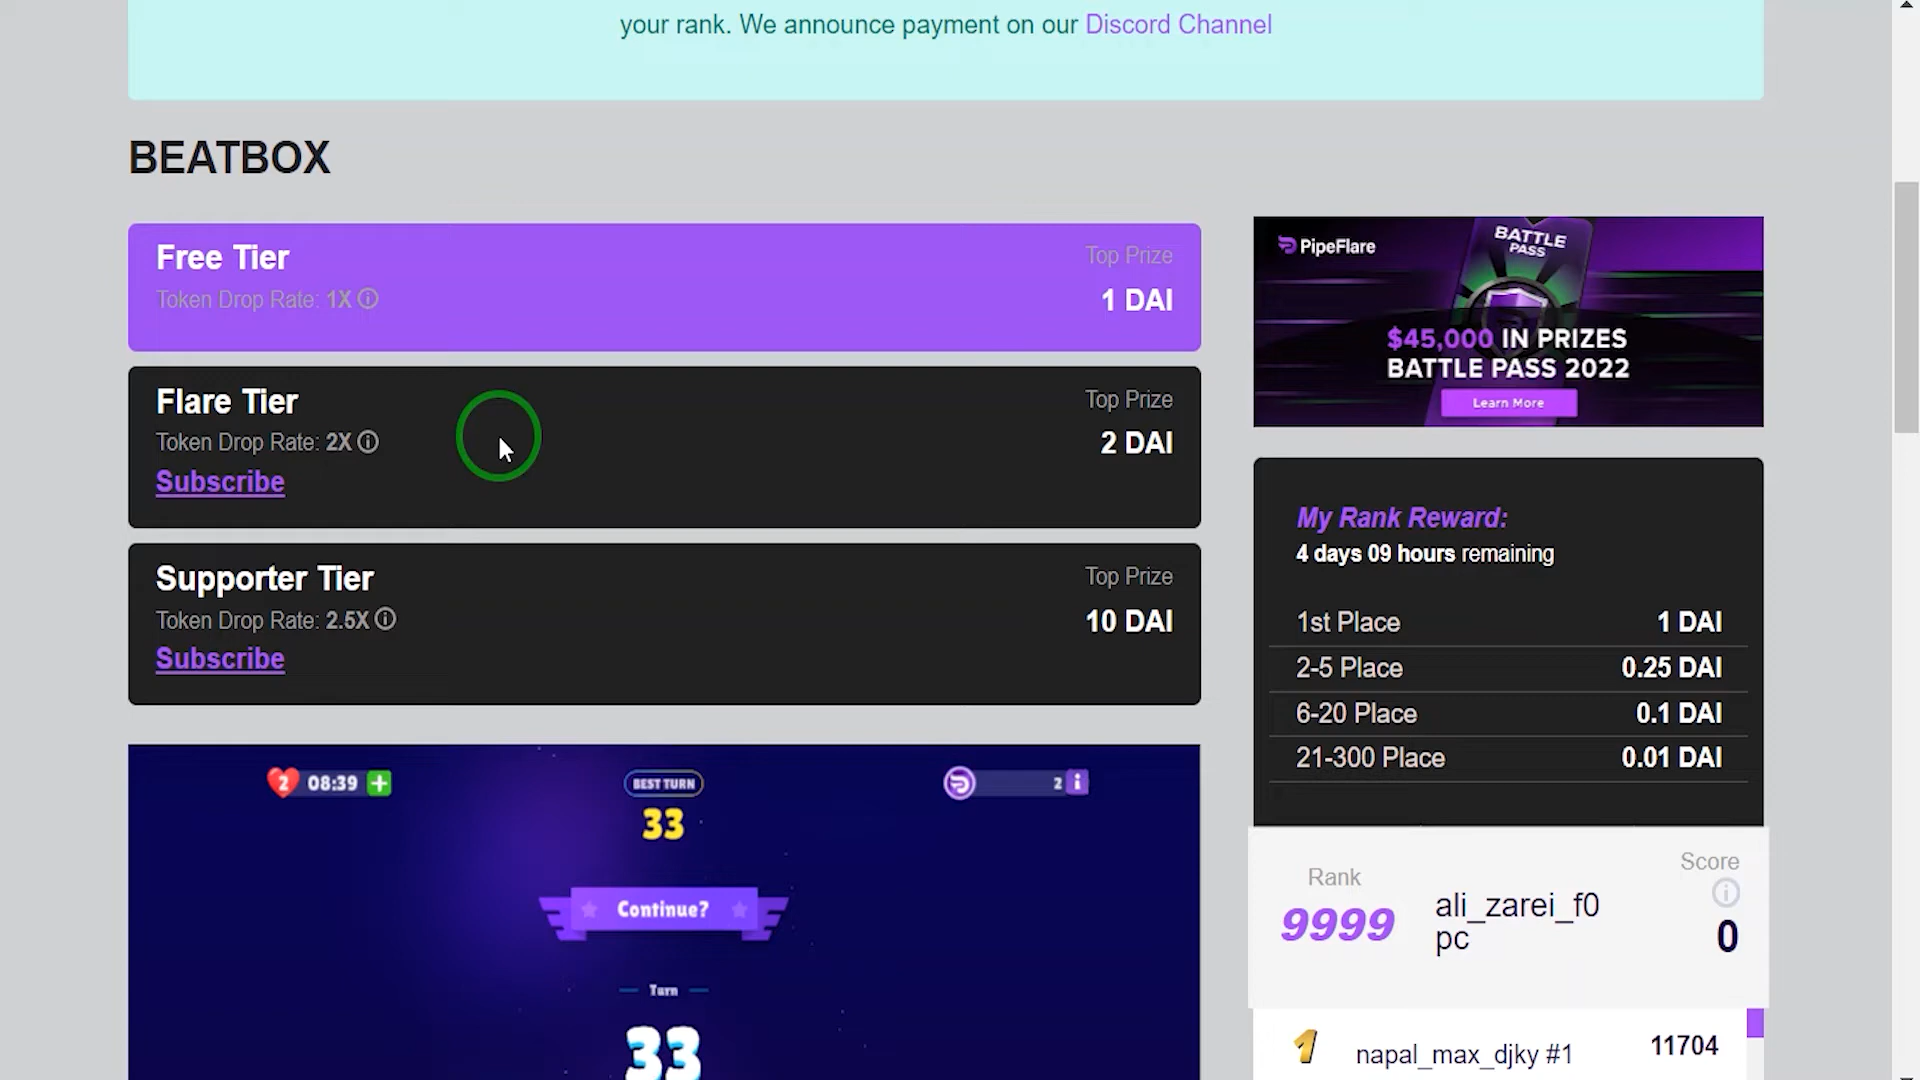 your rank. We announce payment on our Discord Channel
BEATBOX
Free Tier
Token Drop Rate: 1X
Top Prize
1 DAI
Flare Tier
Token Drop Rate: 2X
Subscribe
Top Prize
2 DAI
Supporter Tier
Token Drop Rate: 2.5X
Subscribe
Top Prize
10 DAI
2 08:39 +
BEST TURN
33
2 i
Continue?
Turn
33
PipeFlare
BATTLE
PASS
$45,000 IN PRIZES
BATTLE PASS 2022
Learn More
My Rank Reward:
4 days 09 hours remaining
1st Place 1 DAI
2-5 Place 0.25 DAI
6-20 Place 0.1 DAI
21-300 Place 0.01 DAI
Rank
9999
ali_zarei_f0
pc
Score
0
1 napal_max_djky #1 11704